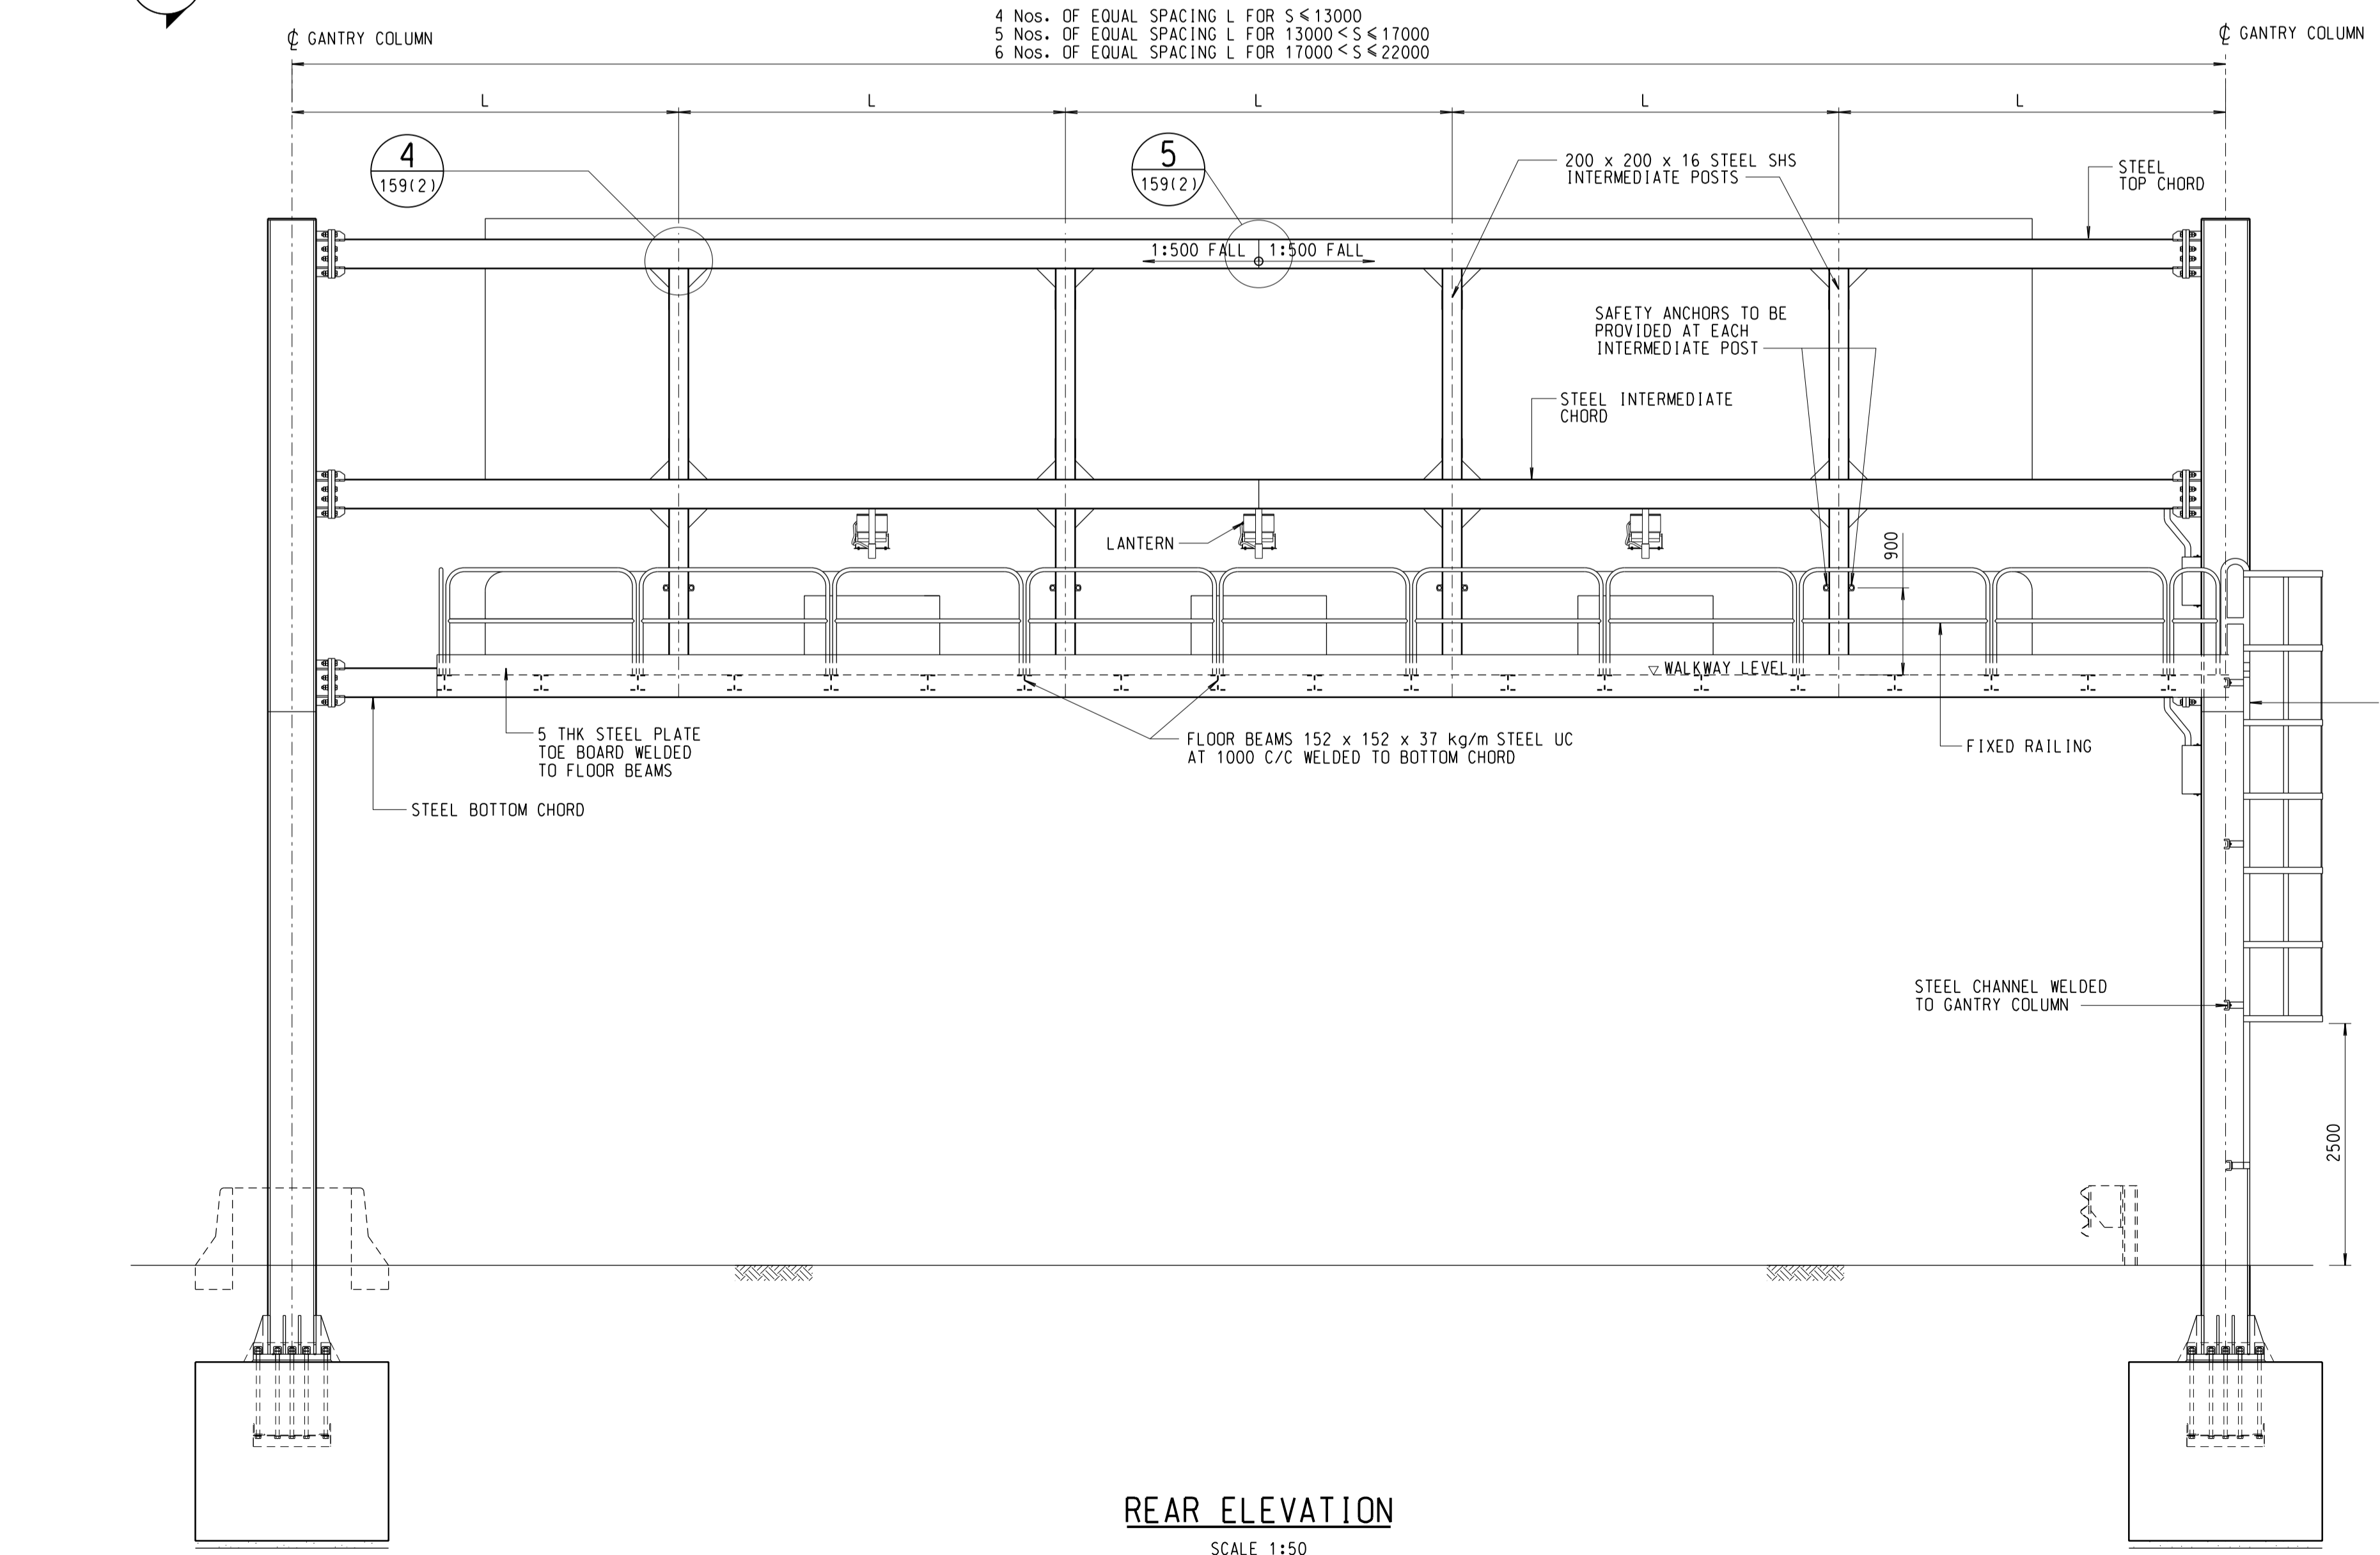 4 Nos. OF EQUAL SPACING L FOR S ≤ 13000
5 Nos. OF EQUAL SPACING L FOR 13000 < S ≤ 17000
6 Nos. OF EQUAL SPACING L FOR 17000 < S ≤ 22000
℄ GANTRY COLUMN
℄ GANTRY COLUMN
L
L
L
L
L
4
159(2)
5
159(2)
200 x 200 x 16 STEEL SHS
INTERMEDIATE POSTS
STEEL
TOP CHORD
1:500 FALL
1:500 FALL
SAFETY ANCHORS TO BE
PROVIDED AT EACH
INTERMEDIATE POST
STEEL INTERMEDIATE
CHORD
LANTERN
900
WALKWAY LEVEL
5 THK STEEL PLATE
TOE BOARD WELDED
TO FLOOR BEAMS
FLOOR BEAMS 152 x 152 x 37 kg/m STEEL UC
AT 1000 C/C WELDED TO BOTTOM CHORD
FIXED RAILING
STEEL BOTTOM CHORD
STEEL CHANNEL WELDED
TO GANTRY COLUMN
2500
REAR ELEVATION
SCALE 1:50